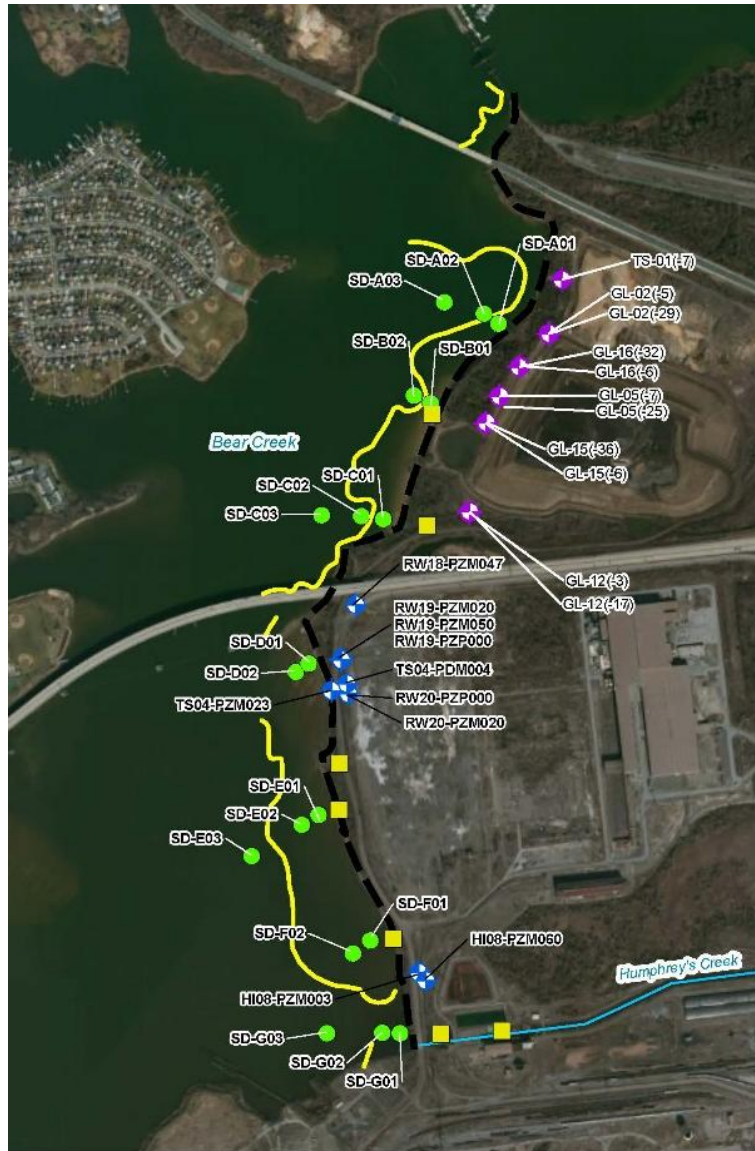 SD-A01
SD-A02
SD-A03
TS-01(-7)
GL-02(-5)
GL-02(-29)
SD-B02
SD-B01
GL-16(-32)
GL-16(-6)
GL-05(-7)
GL-05(-25)
Bear Creek
GL-15(-36)
GL-15(-6)
SD-C01
SD-C02
SD-C03
RW18-PZM047
GL-12(-3)
GL-12(-17)
RW19-PZM020
RW19-PZM050
RW19-PZP000
SD-D01
SD-D02
TS04-PDM004
TS04-PZM023
RW20-PZP000
RW20-PZM020
SD-E01
SD-E02
SD-E03
SD-F01
SD-F02
HI08-PZM060
Humphrey's Creek
HI08-PZM003
SD-G03
SD-G02
SD-G01